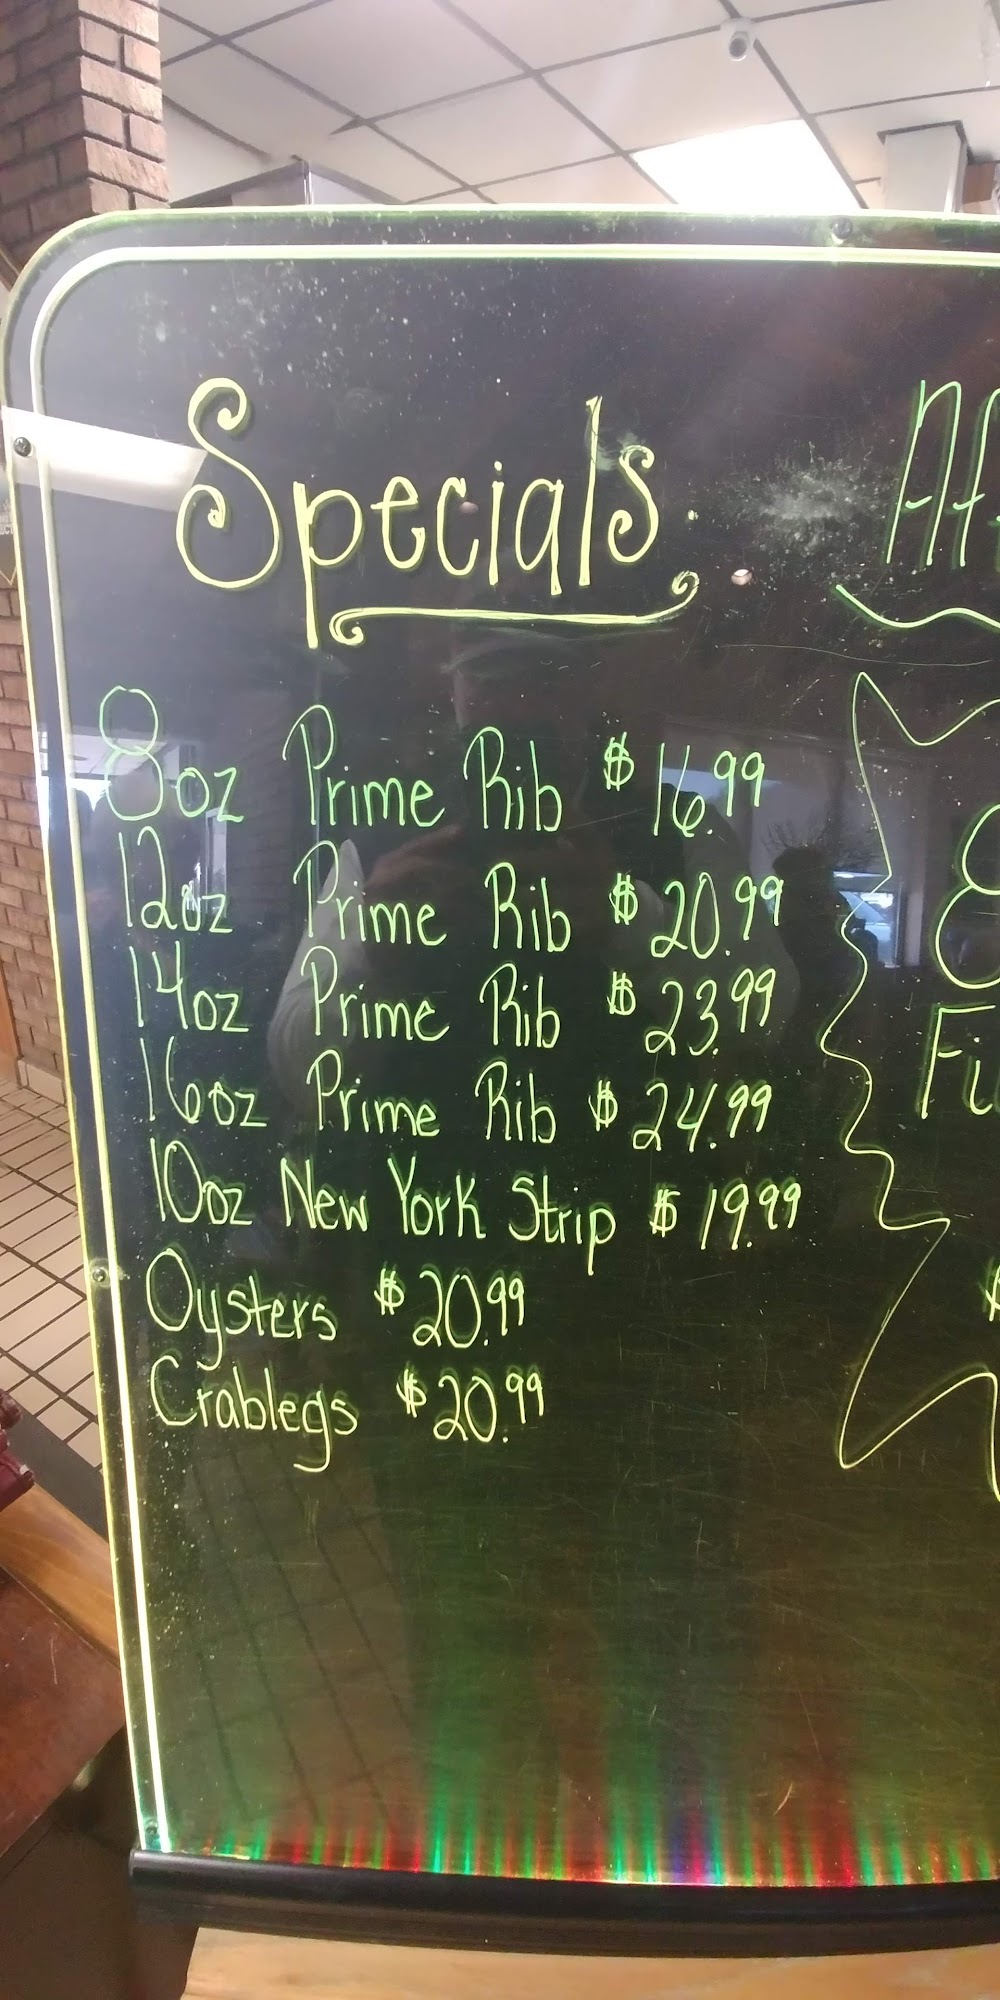 Specials
8oz Prime Rib $16.99
12oz Prime Rib $20.99
14oz Prime Rib $23.99
16oz Prime Rib $24.99
10oz New York Strip $19.99
Oysters $20.99
Crablegs $20.99
8